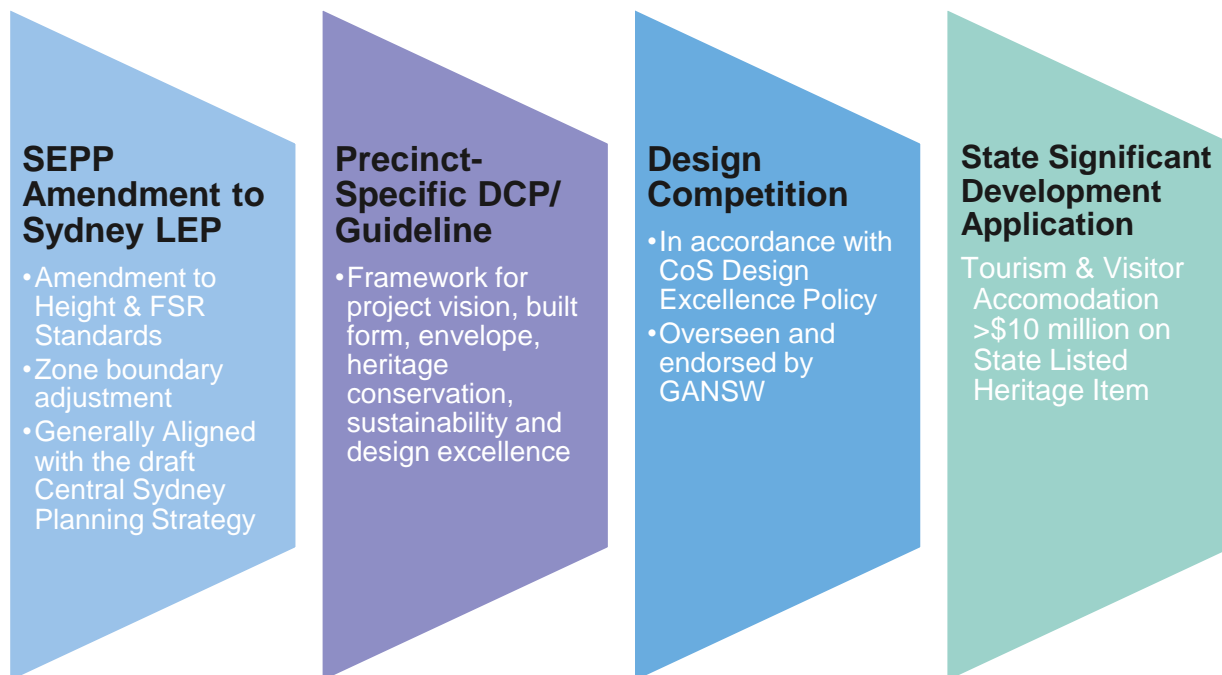 SEPP
Amendment to
Sydney LEP
•Amendment to
Height & FSR
Standards
•Zone boundary
adjustment
•Generally Aligned
with the draft
Central Sydney
Planning Strategy
Precinct-
Specific DCP/
Guideline
•Framework for
project vision, built
form, envelope,
heritage
conservation,
sustainability and
design excellence
Design
Competition
•In accordance with
CoS Design
Excellence Policy
•Overseen and
endorsed by
GANSW
State Significant
Development
Application
Tourism & Visitor
Accomodation
>$10 million on
State Listed
Heritage Item